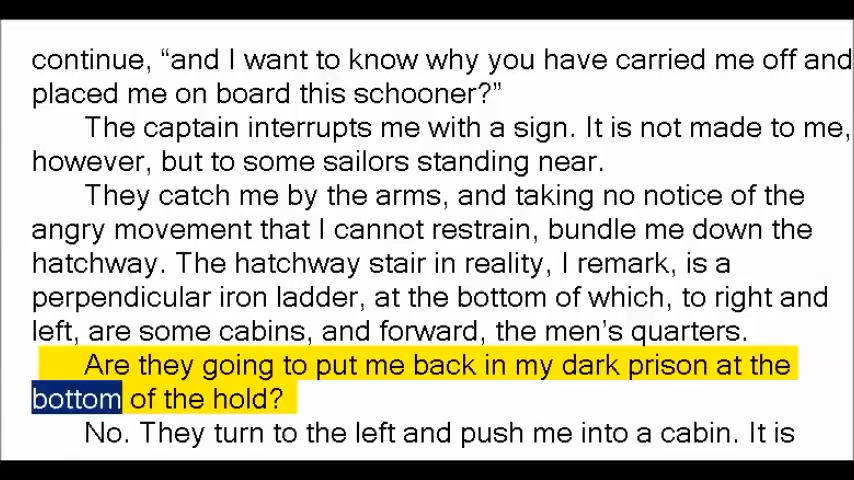 continue, “and I want to know why you have carried me off and
placed me on board this schooner?”
The captain interrupts me with a sign. It is not made to me,
however, but to some sailors standing near.
They catch me by the arms, and taking no notice of the
angry movement that I cannot restrain, bundle me down the
hatchway. The hatchway stair in reality, I remark, is a
perpendicular iron ladder, at the bottom of which, to right and
left, are some cabins, and forward, the men’s quarters.
Are they going to put me back in my dark prison at the
bottom of the hold?
No. They turn to the left and push me into a cabin. It is